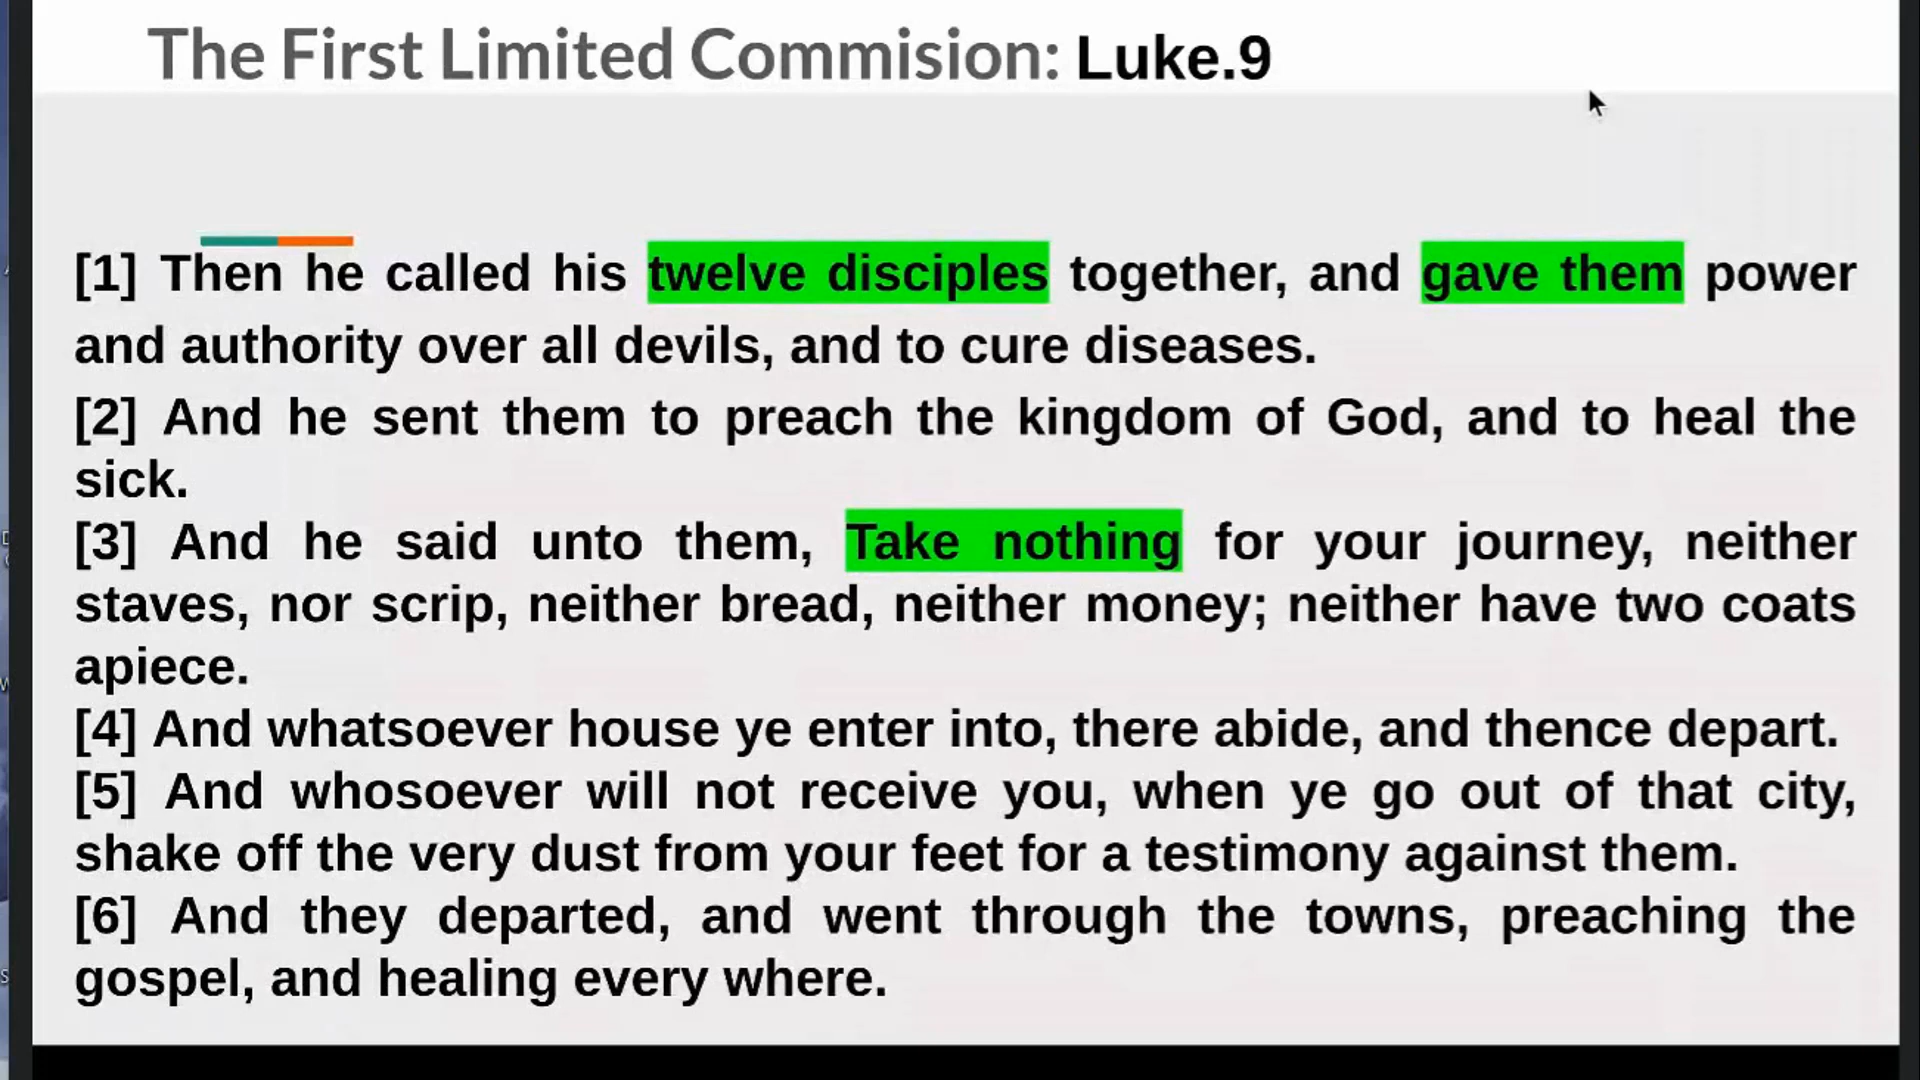 The First Limited Commision: Luke.9
[1] Then he called his twelve disciples together, and gave them power
and authority over all devils, and to cure diseases.
[2] And he sent them to preach the kingdom of God, and to heal the
sick.
[3] And he said unto them, Take nothing for your journey, neither
staves, nor scrip, neither bread, neither money; neither have two coats
apiece.
[4] And whatsoever house ye enter into, there abide, and thence depart.
[5] And whosoever will not receive you, when ye go out of that city,
shake off the very dust from your feet for a testimony against them.
[6] And they departed, and went through the towns, preaching the
gospel, and healing every where.